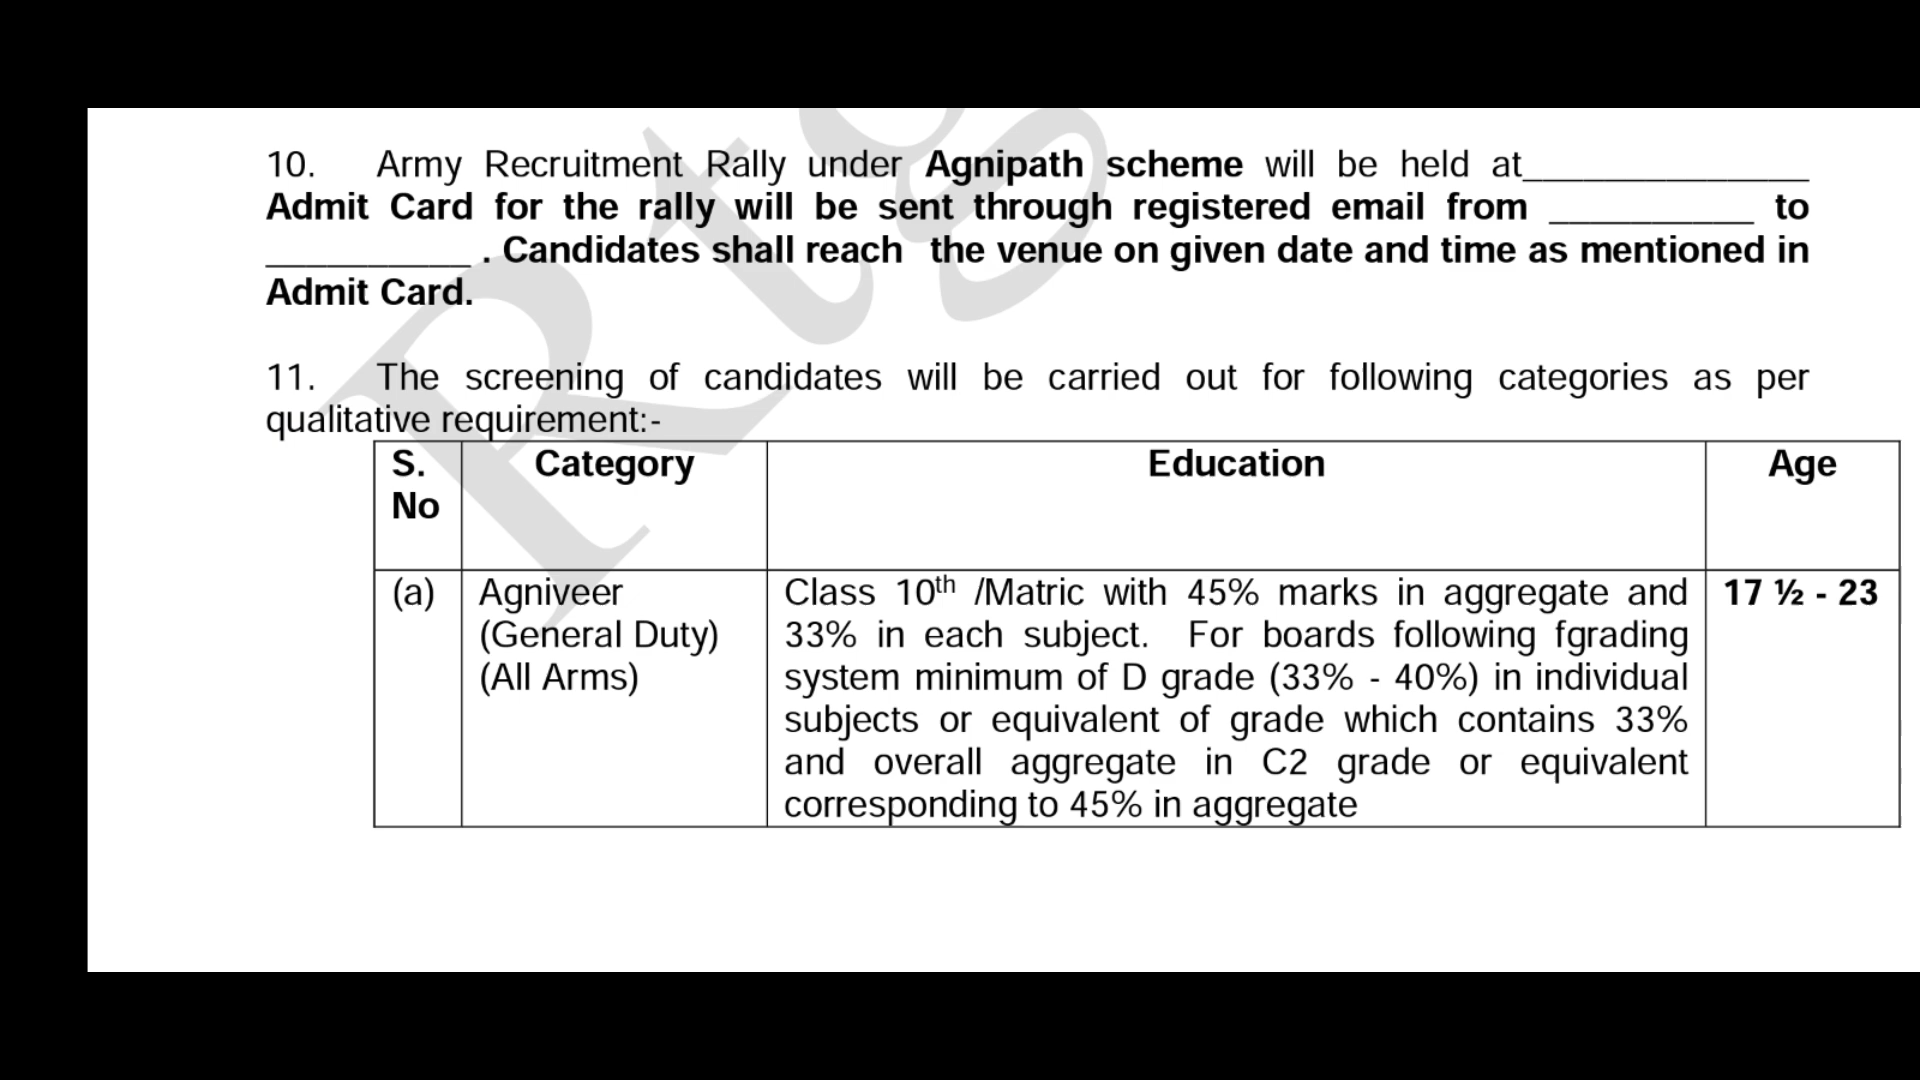 10. Army Recruitment Rally under Agnipath scheme will be held at______________
Admit Card for the rally will be sent through registered email from __________ to
__________ . Candidates shall reach the venue on given date and time as mentioned in
Admit Card.
11. The screening of candidates will be carried out for following categories as per
qualitative requirement:-
S.
No
Category
Education
Age
(a)
Agniveer
(General Duty)
(All Arms)
Class 10th /Matric with 45% marks in aggregate and
33% in each subject. For boards following fgrading
system minimum of D grade (33% - 40%) in individual
subjects or equivalent of grade which contains 33%
and overall aggregate in C2 grade or equivalent
corresponding to 45% in aggregate
17 ½ - 23